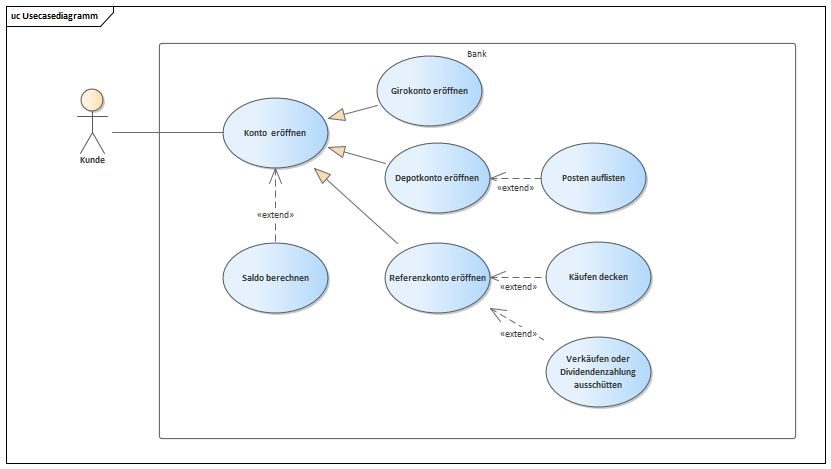 uc Usecasediagramm
Bank
Girokonto eröffnen
Konto eröffnen
Kunde
Depotkonto eröffnen
Posten auflisten
«extend»
«extend»
Saldo berechnen
Referenzkonto eröffnen
Käufen decken
«extend»
«extend»
Verkäufen oder
Dividendenzahlung
ausschütten